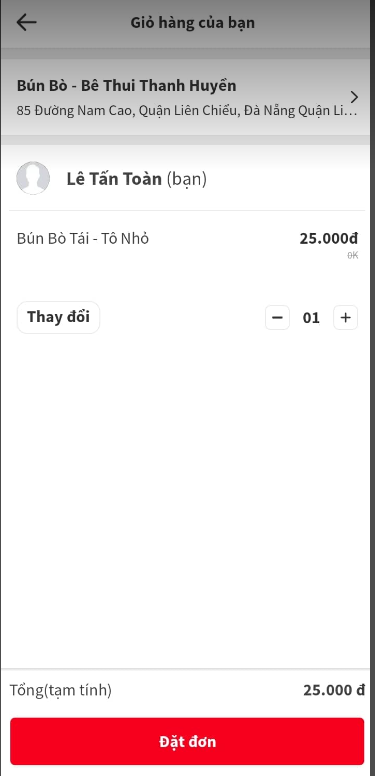 Giỏ hàng của bạn
Bún Bò - Bê Thui Thanh Huyền
85 Đường Nam Cao, Quận Liên Chiểu, Đà Nẵng Quận Li...
Lê Tấn Toàn (bạn)
Bún Bò Tái - Tô Nhỏ 25.000đ
0K
Thay đổi − 01 +
Tổng(tạm tính) 25.000 đ
Đặt đơn